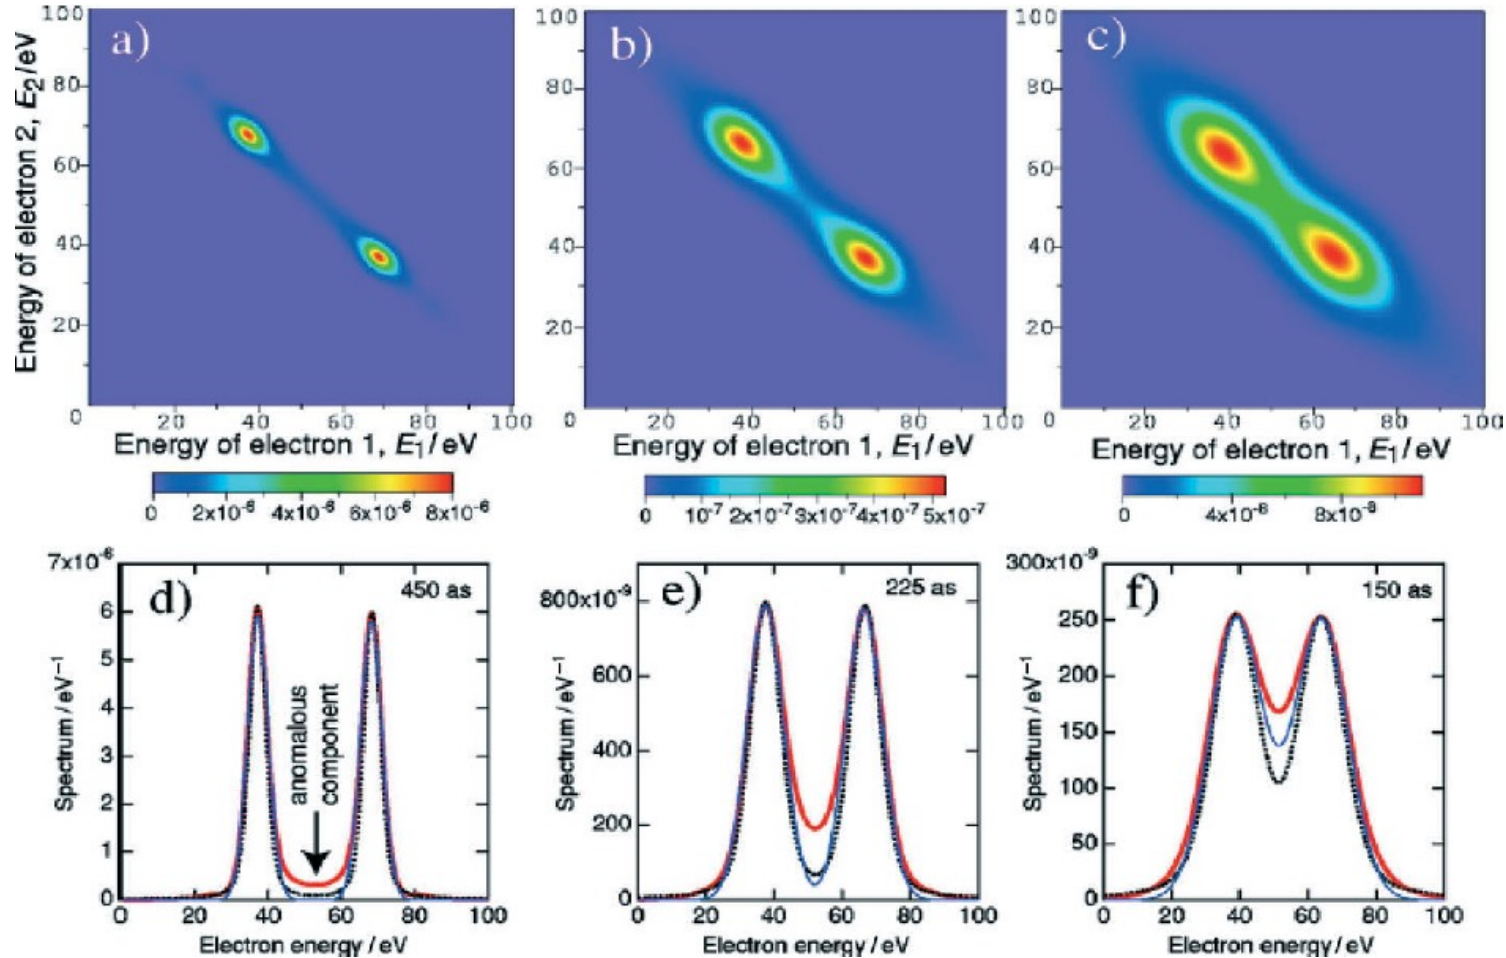 a)
b)
c)
100
80
60
40
20
0
20
40
60
80
100
Energy of electron 2, E2/eV
Energy of electron 1, E1/eV
100
80
60
40
20
0
20
40
60
80
100
Energy of electron 1, E1/eV
100
80
60
40
20
0
20
40
60
80
100
Energy of electron 1, E1/eV
0
2x10-6
4x10-6
6x10-6
8x10-6
0
10-7
2x10-7
3x10-7
4x10-7
5x10-7
0
d)
450 as
7x10-6
6
5
4
3
2
1
0
Spectrum / eV−1
anomalous
component
0
20
40
60
80
100
Electron energy / eV
e)
225 as
800x10-9
600
400
200
0
Spectrum / eV−1
0
20
40
60
80
100
Electron energy / eV
f)
150 as
300x10-9
250
200
150
100
50
0
Spectrum / eV−1
0
20
40
60
80
100
Electron energy / eV